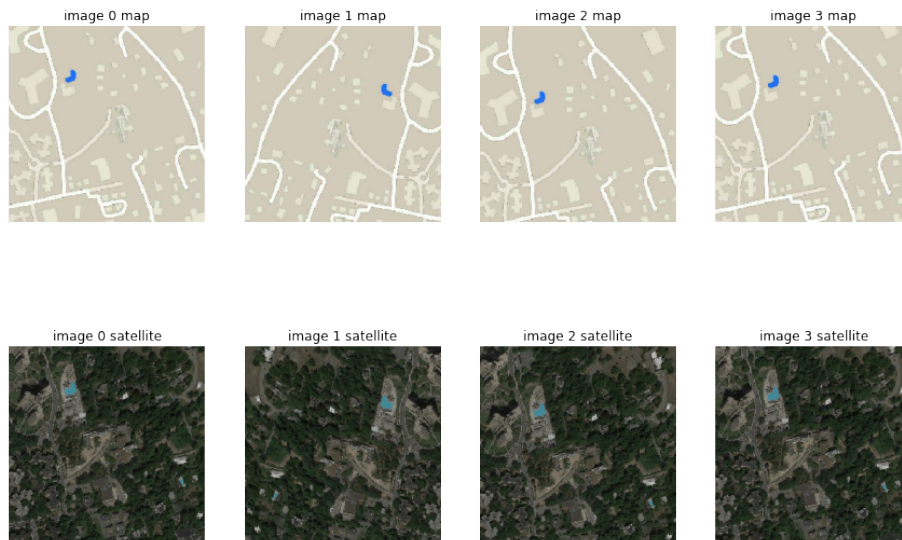 image 0 map
image 1 map
image 2 map
image 3 map
image 0 satellite
image 1 satellite
image 2 satellite
image 3 satellite